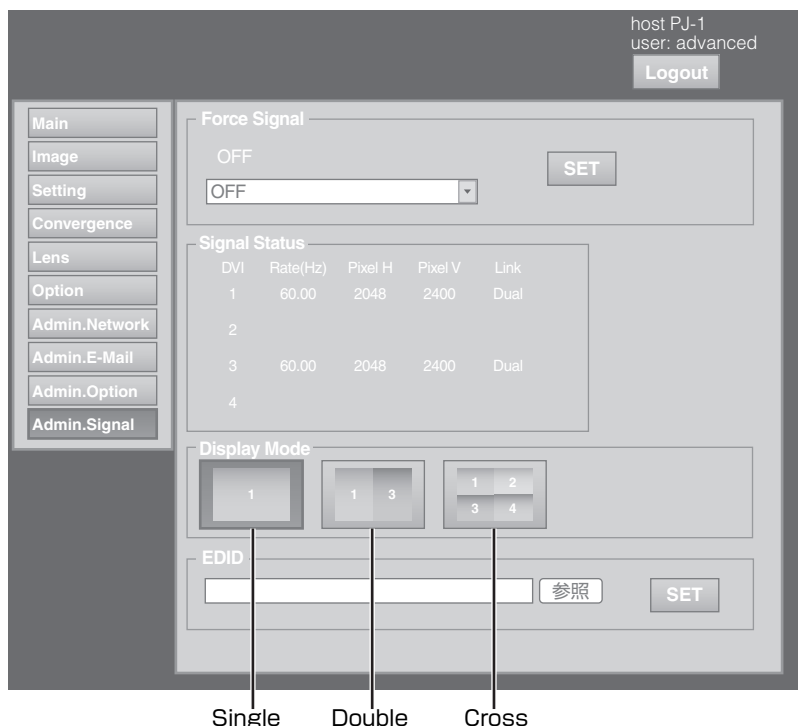 host PJ-1
user: advanced
Logout
Main
Image
Setting
Convergence
Lens
Option
Admin.Network
Admin.E-Mail
Admin.Option
Admin.Signal
Force Signal
OFF
OFF
SET
Signal Status
DVI Rate(Hz) Pixel H Pixel V Link
1 60.00 2048 2400 Dual
2
3 60.00 2048 2400 Dual
4
Display Mode
1
1 3
1 2
3 4
EDID
参照
SET
Single Double Cross